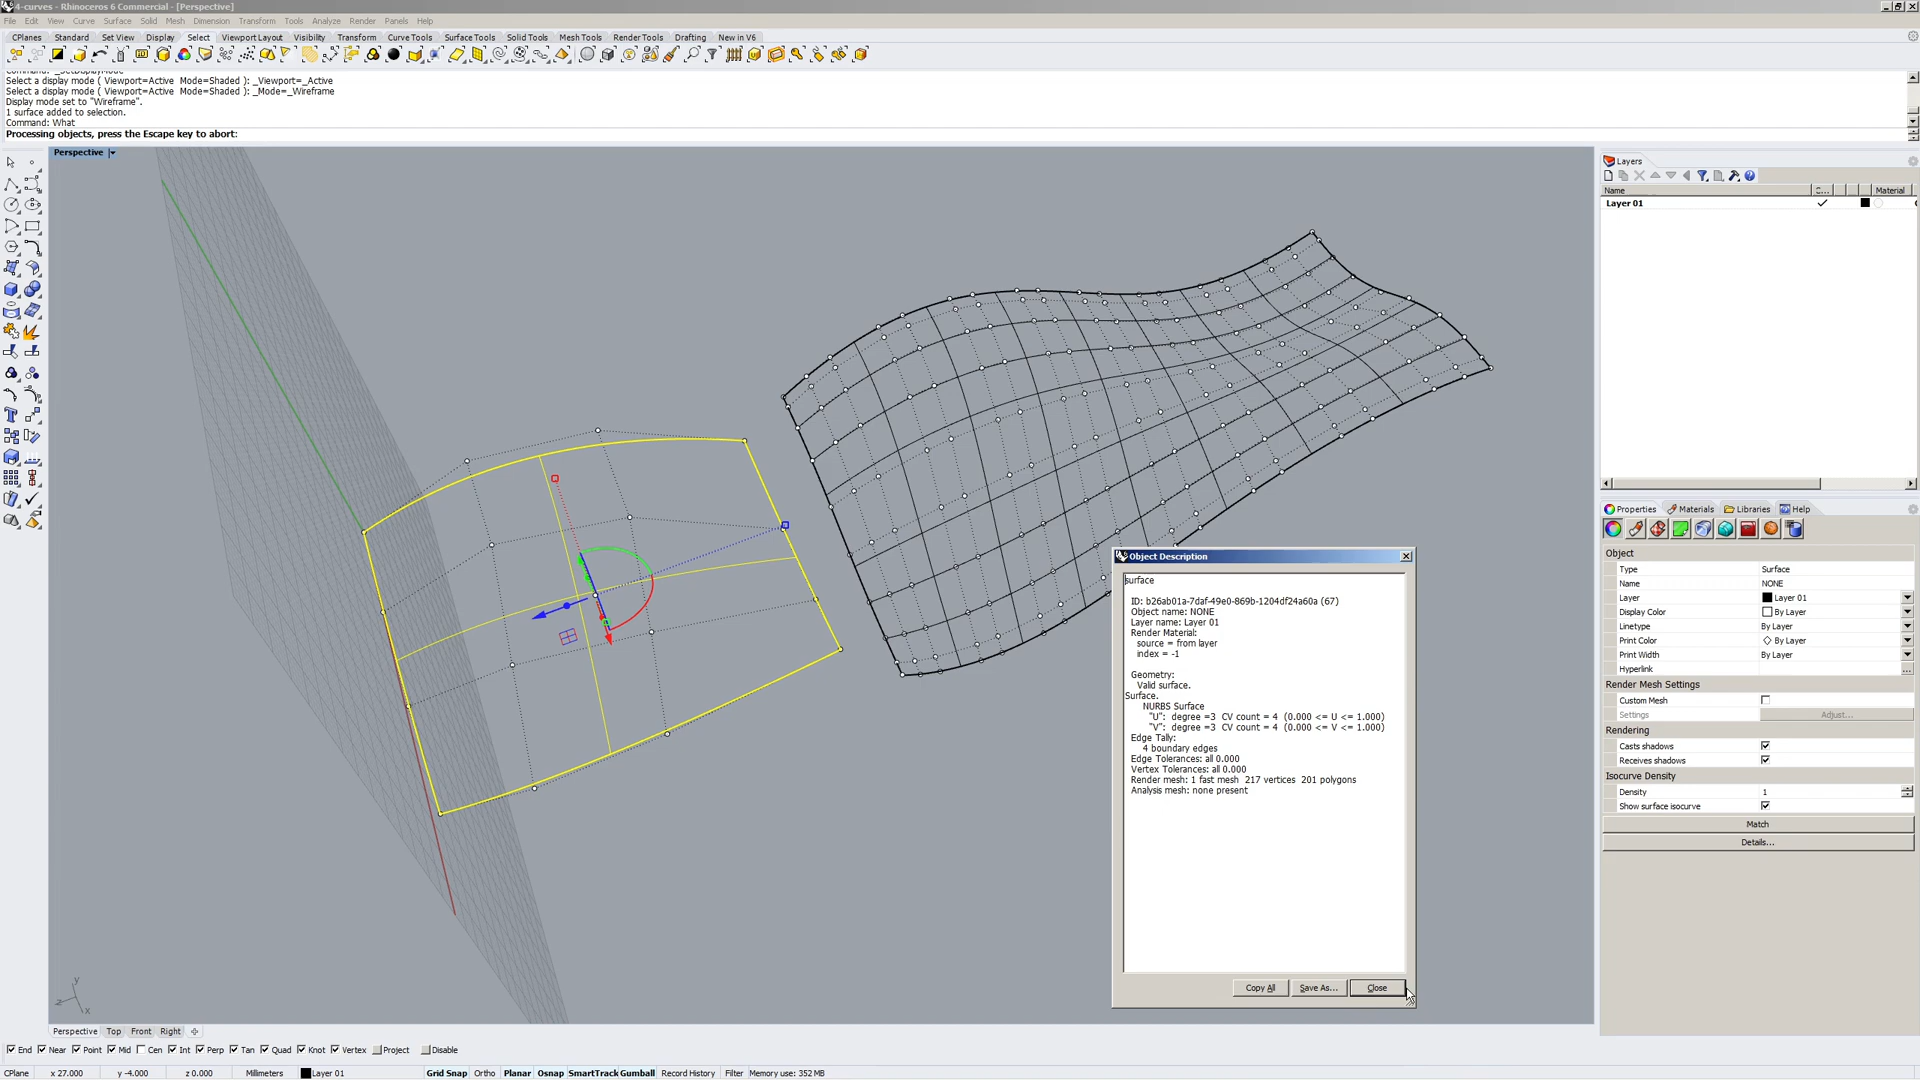 4-curves - Rhinoceros 6 Commercial - [Perspective]
File Edit View Curve Surface Solid Mesh Dimension Transform Tools Analyze Render Panels Help
CPlanes Standard Set View Display Select Viewport Layout Visibility Transform Curve Tools Surface Tools Solid Tools Mesh Tools Render Tools Drafting New in V6
Command: _SetDisplayMode
Select a display mode ( Viewport=Active Mode=Shaded ): _Viewport=_Active
Select a display mode ( Viewport=Active Mode=Shaded ): _Mode=_Wireframe
Display mode set to "Wireframe".
1 surface added to selection.
Command: What
Processing objects, press the Escape key to abort:
Perspective
Layers
Name C... Material
Layer 01
Object Description
Surface
ID: b26ab01a-7daf-49e0-869b-1204df24a60a (67)
Object name: NONE
Layer name: Layer 01
Render Material:
source = from layer
index = -1
Geometry:
Valid surface.
Surface.
NURBS Surface
"U": degree =3 CV count = 4 (0.000 <= U <= 1.000)
"V": degree =3 CV count = 4 (0.000 <= V <= 1.000)
Edge Tally:
4 boundary edges
Edge Tolerances: all 0.000
Vertex Tolerances: all 0.000
Render mesh: 1 fast mesh 217 vertices 201 polygons
Analysis mesh: none present
Copy All Save As... Close
Properties Materials Libraries Help
Object
Type Surface
Name NONE
Layer Layer 01
Display Color By Layer
Linetype By Layer
Print Color By Layer
Print Width By Layer
Hyperlink ...
Render Mesh Settings
Custom Mesh
Settings Adjust...
Rendering
Casts shadows
Receives shadows
Isocurve Density
Density 1
Show surface isocurve
Match
Details...
y
z
x
Perspective Top Front Right
End Near Point Mid Cen Int Perp Tan Quad Knot Vertex Project Disable
CPlane x 27.000 y -4.000 z 0.000 Millimeters Layer 01 Grid Snap Ortho Planar Osnap SmartTrack Gumball Record History Filter Memory use: 352 MB